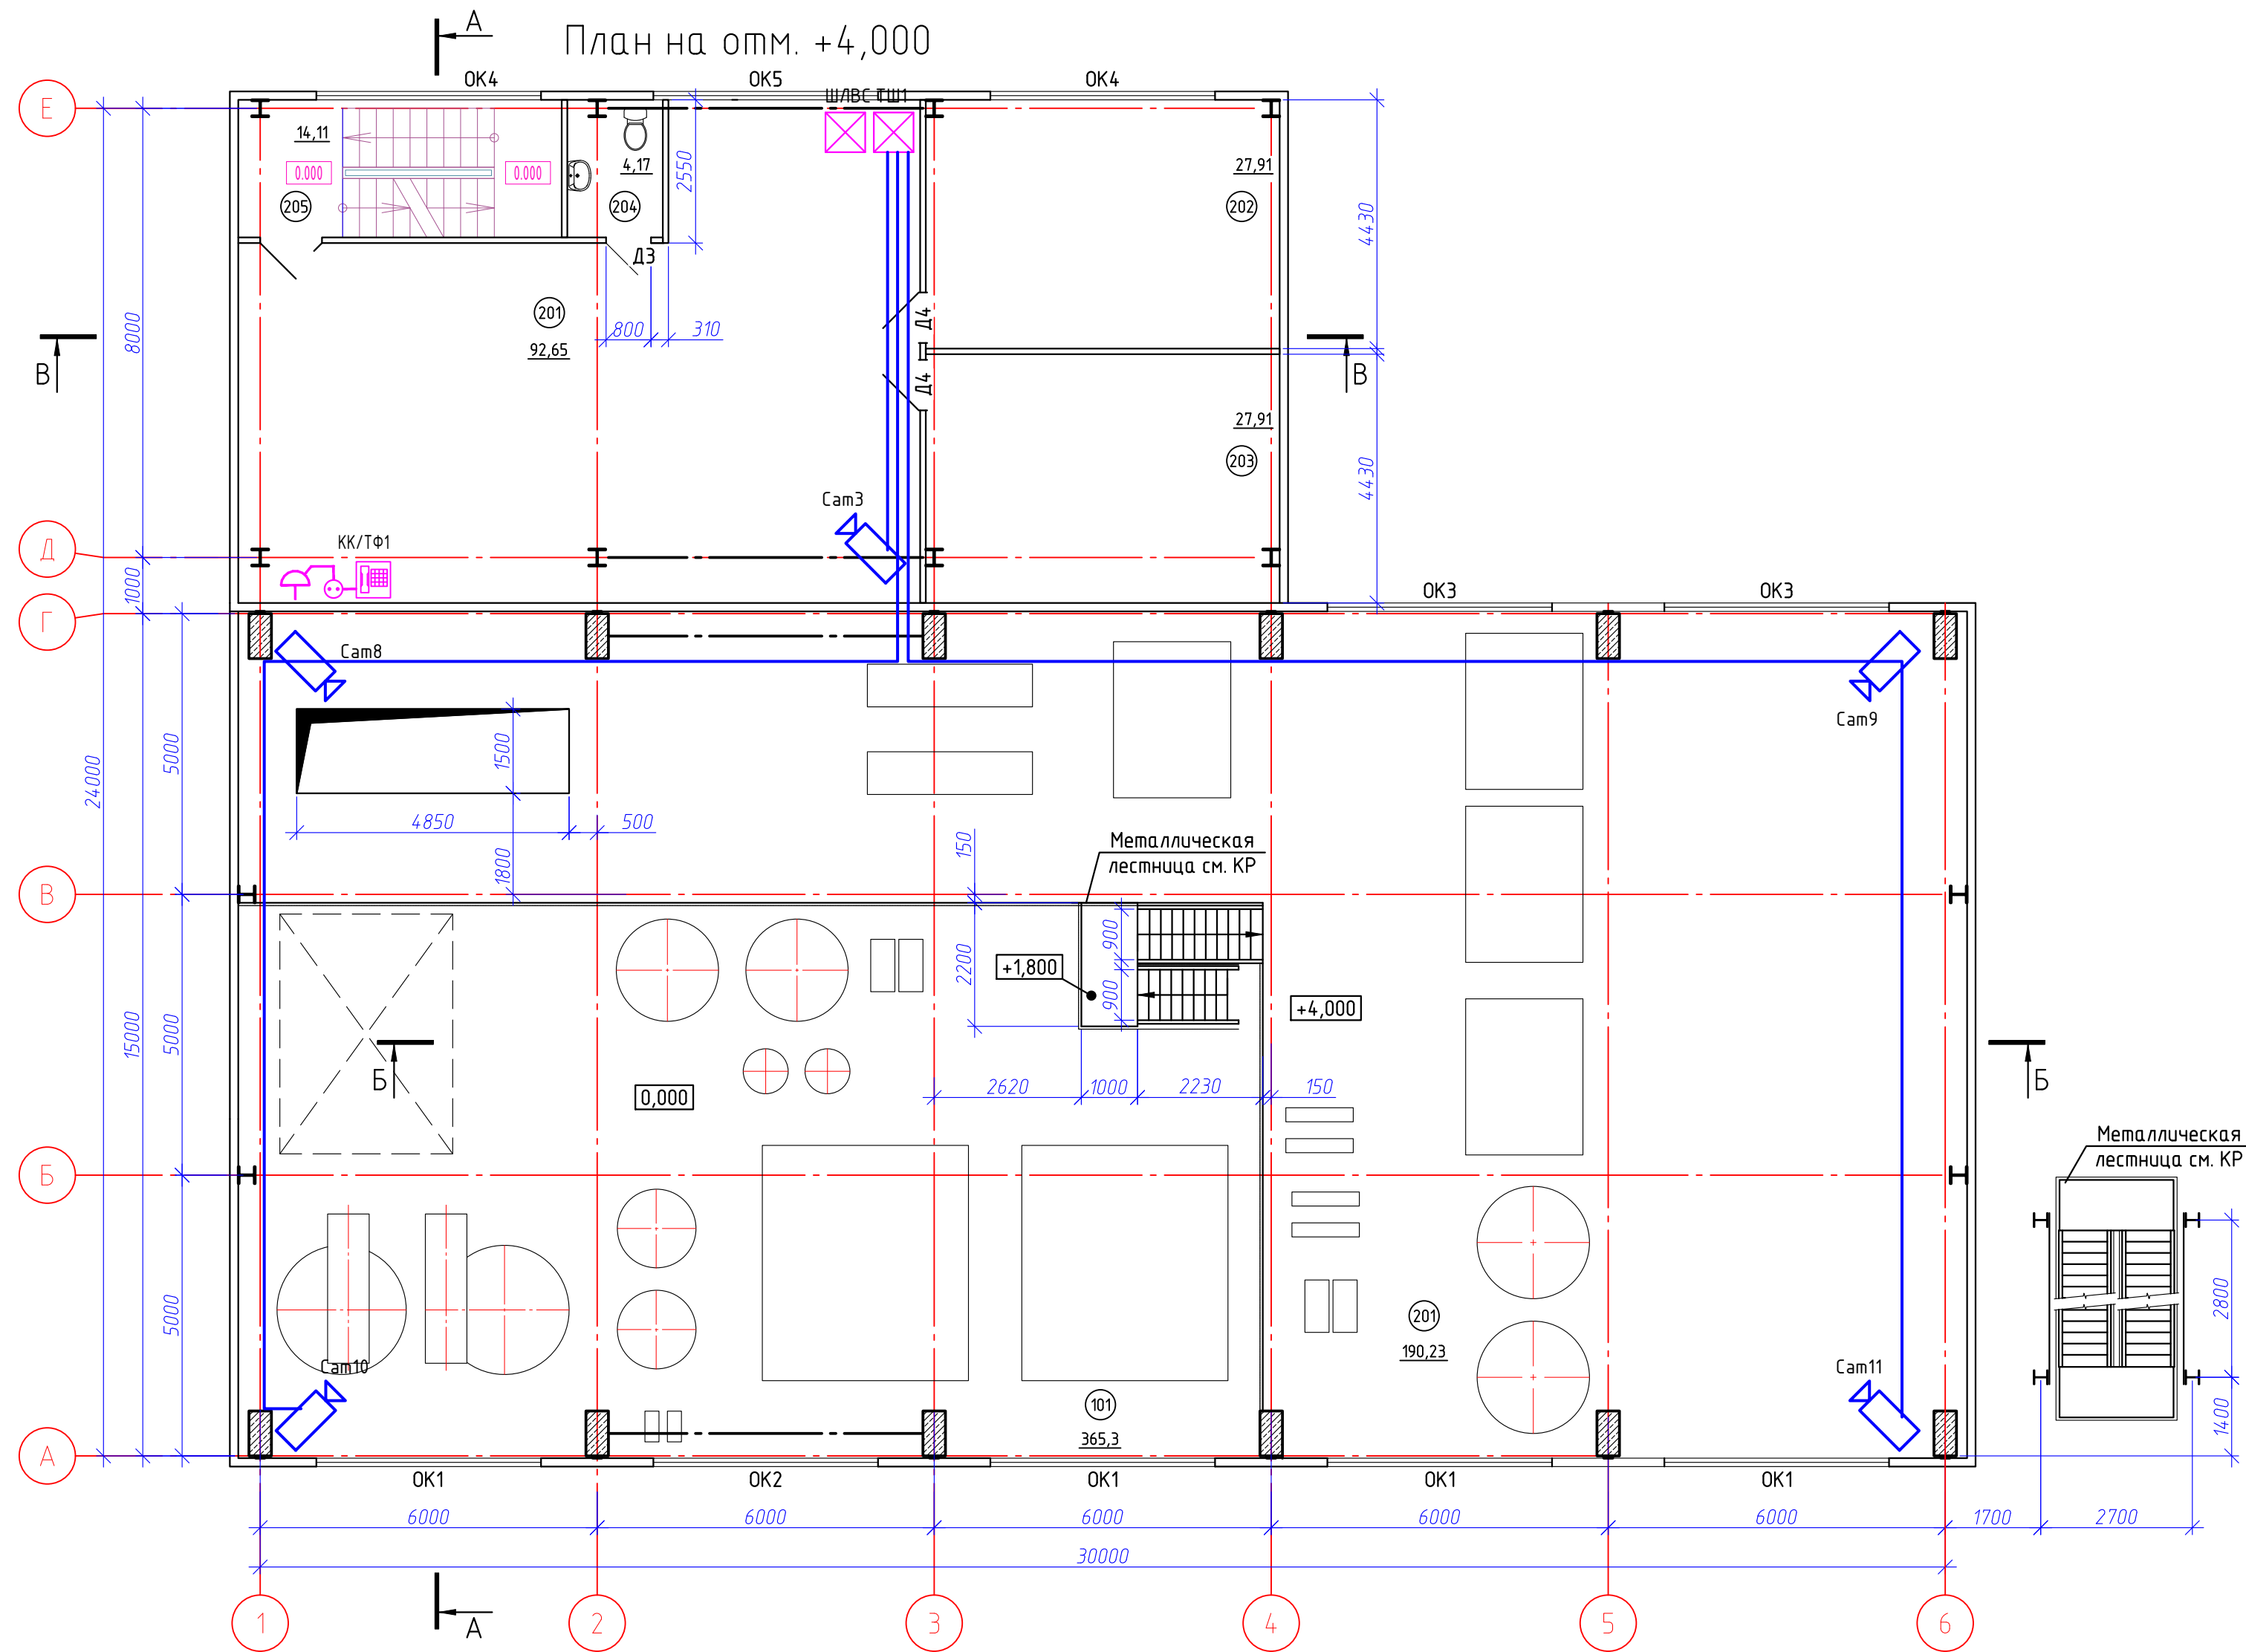 А
План на отм. +4,000
ОК4
ОК5
ОК4
ШЛВС ТШ1
Е
14,11
4,17
27,91
0.000
0.000
2550
205
204
202
4430
Д3
201
800
310
Д4
8000
92,65
В
В
Д4
27,91
203
4430
Cam3
КК/ТФ1
Д
1000
ОК3
ОК3
Г
Cam8
Cam9
24000
5000
1500
4850
500
150
Металлическая
лестница см. КР
1800
В
900
2200
+1,800
900
+4,000
15000
5000
Б
Б
2620
1000
2230
150
0,000
Металлическая
лестница см. КР
Б
5000
2800
201
190,23
Cam10
Cam11
101
365,3
1400
А
ОК1
ОК2
ОК1
ОК1
ОК1
6000
6000
6000
6000
6000
1700
2700
30000
1
2
3
4
5
6
А